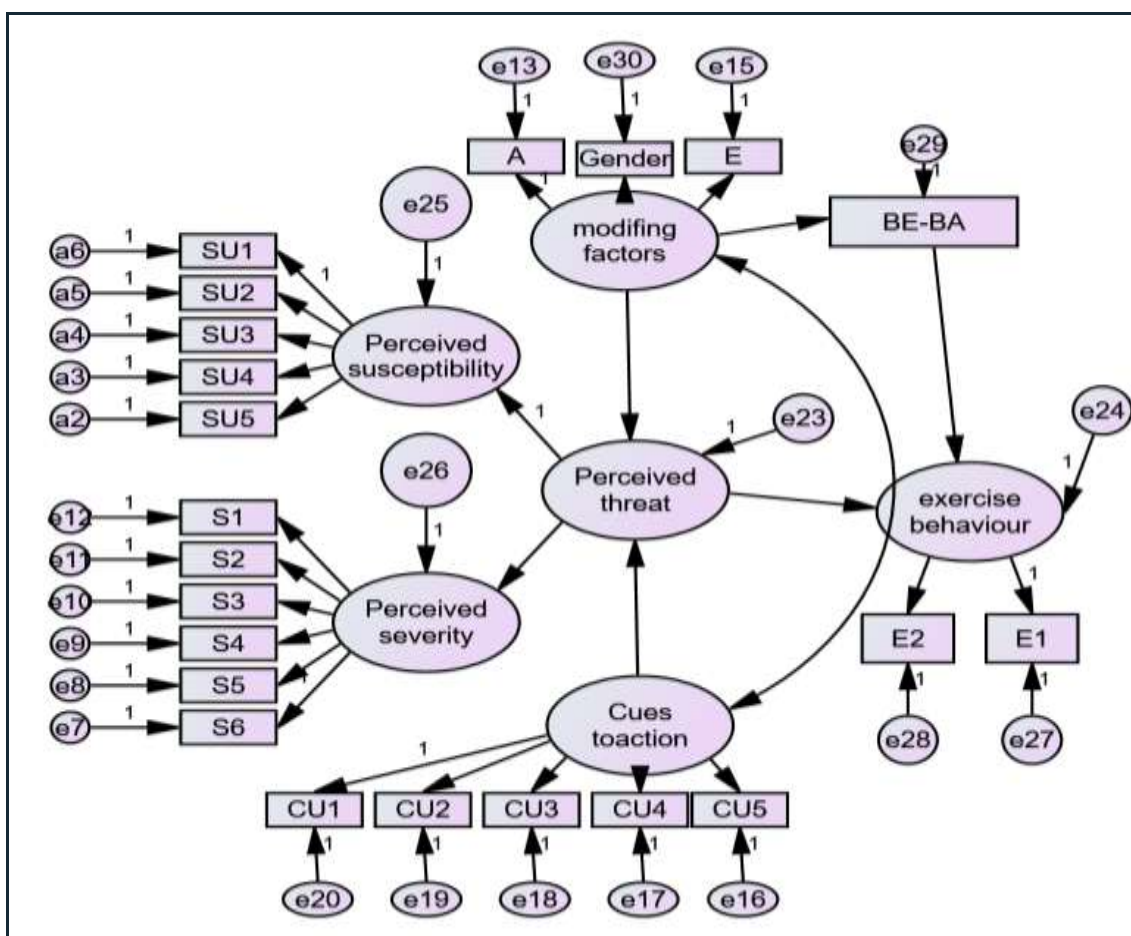 e13
e30
e15
1
1
1
A
Gender
E
1
e29
1
BE-BA
modifing
factors
e25
1
a6
1
SU1
a5
1
SU2
a4
1
SU3
a3
1
SU4
a2
1
SU5
1
Perceived
susceptibility
1
e23
1
e24
1
e26
1
Perceived
threat
exercise
behaviour
e12
1
S1
e11
1
S2
e10
1
S3
e9
1
S4
e8
1
S5
e7
1
S6
1
Perceived
severity
1
E2
E1
1
1
e28
e27
Cues
toaction
1
CU1
CU2
CU3
CU4
CU5
1
1
1
1
1
e20
e19
e18
e17
e16